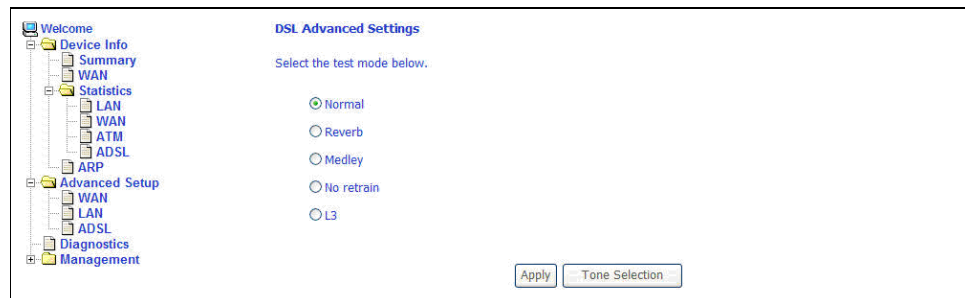 Welcome
Device Info
Summary
WAN
Statistics
LAN
WAN
ATM
ADSL
ARP
Advanced Setup
WAN
LAN
ADSL
Diagnostics
Management
DSL Advanced Settings
Select the test mode below.
Normal
Reverb
Medley
No retrain
L3
Apply
Tone Selection